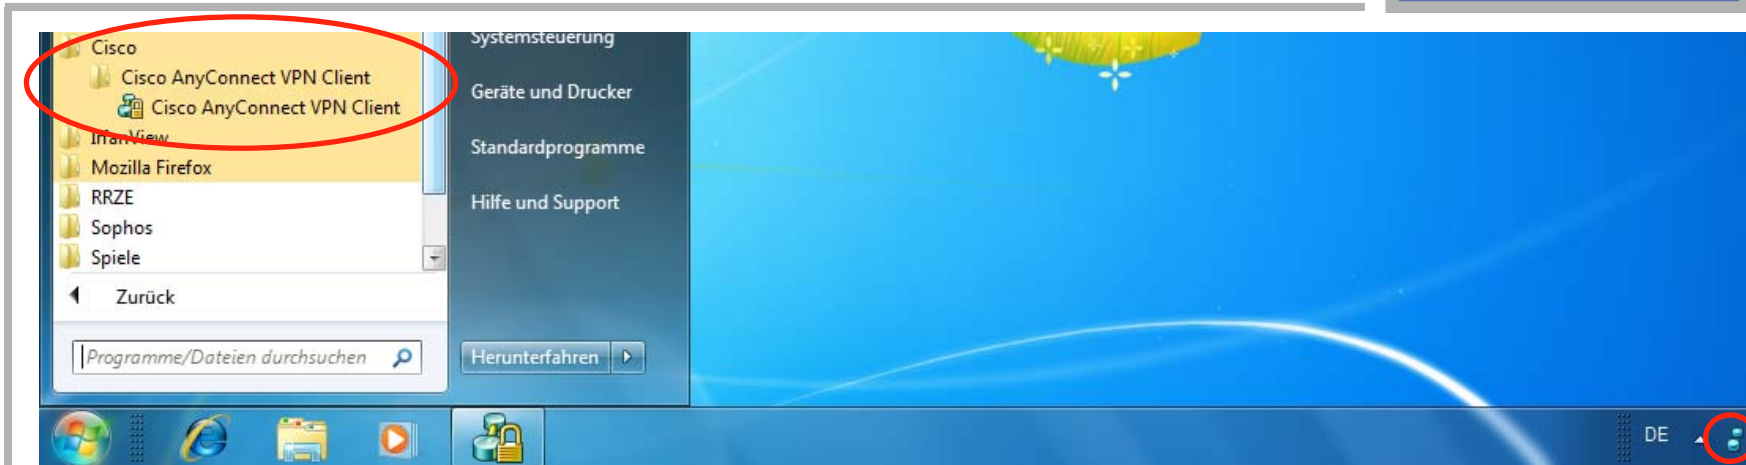 Cisco
Cisco AnyConnect VPN Client
Cisco AnyConnect VPN Client
IrfanView
Mozilla Firefox
RRZE
Sophos
Spiele
Zurück
Programme/Dateien durchsuchen
Systemsteuerung
Geräte und Drucker
Standardprogramme
Hilfe und Support
Herunterfahren
DE